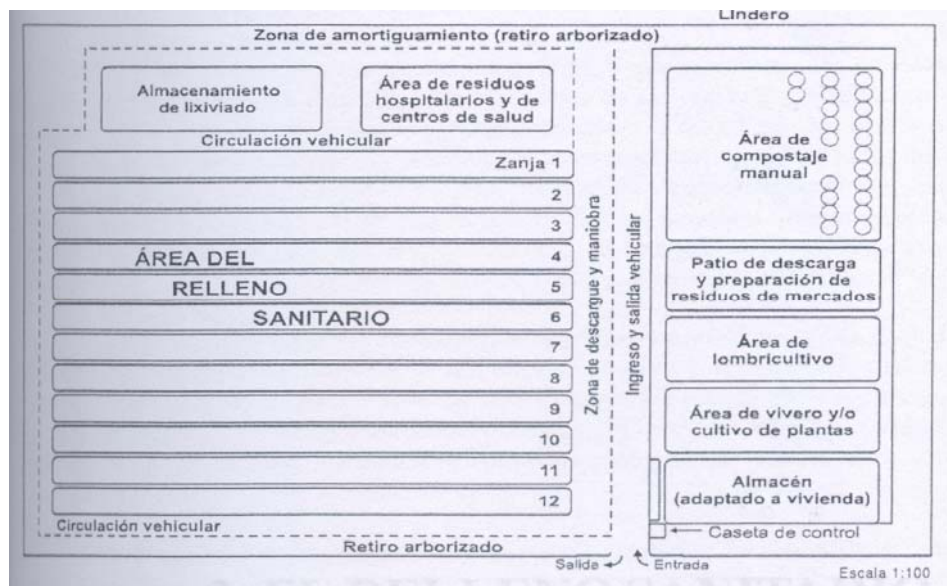 Lindero
Zona de amortiguamiento (retiro arborizado)
Almacenamiento
de lixiviado
Área de residuos
hospitalarios y de
centros de salud
Circulación vehicular
Zanja 1
2
3
ÁREA DEL 4
RELLENO 5
SANITARIO 6
7
8
9
10
11
12
Circulación vehicular
Retiro arborizado
Zona de descargue y maniobra
Ingreso y salida vehicular
Área de
compostaje
manual
Patio de descarga
y preparación de
residuos de mercados
Área de
lombricultivo
Área de vivero y/o
cultivo de plantas
Almacén
(adaptado a vivienda)
Caseta de control
Salida
Entrada
Escala 1:100